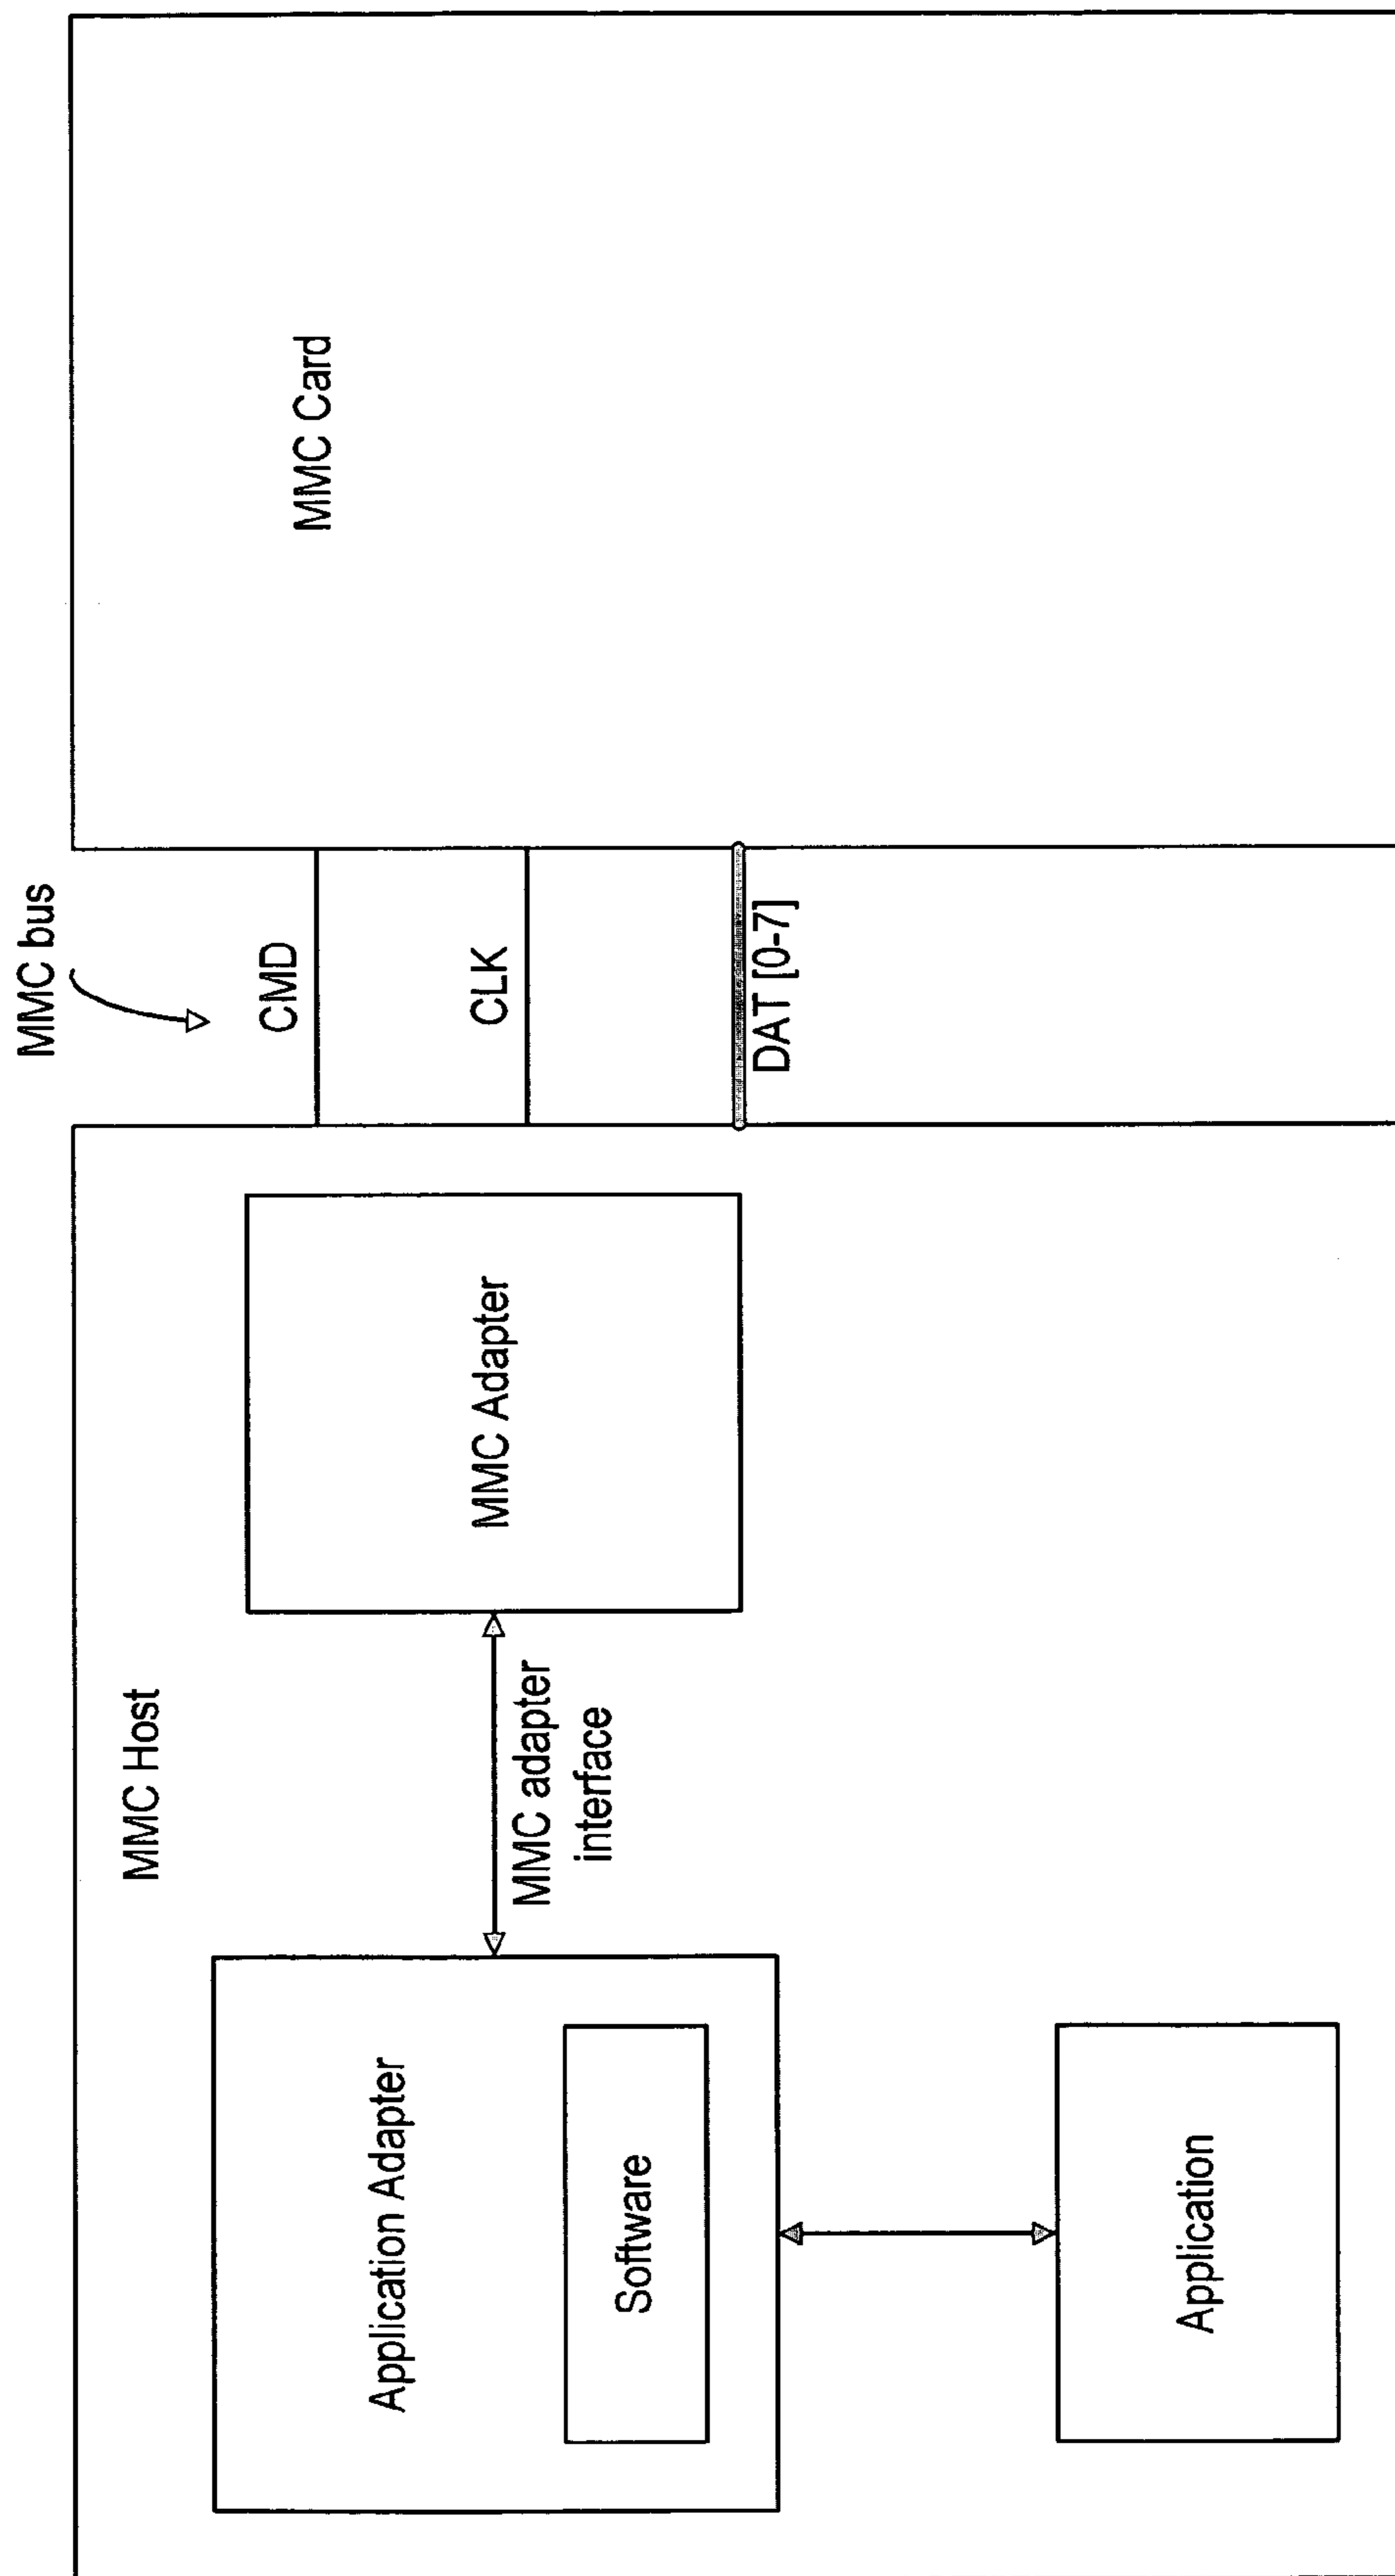 MMC bus
MMC Host
MMC Card
CMD
CLK
DAT [0-7]
Application Adapter
Software
MMC adapter
interface
MMC Adapter
Application